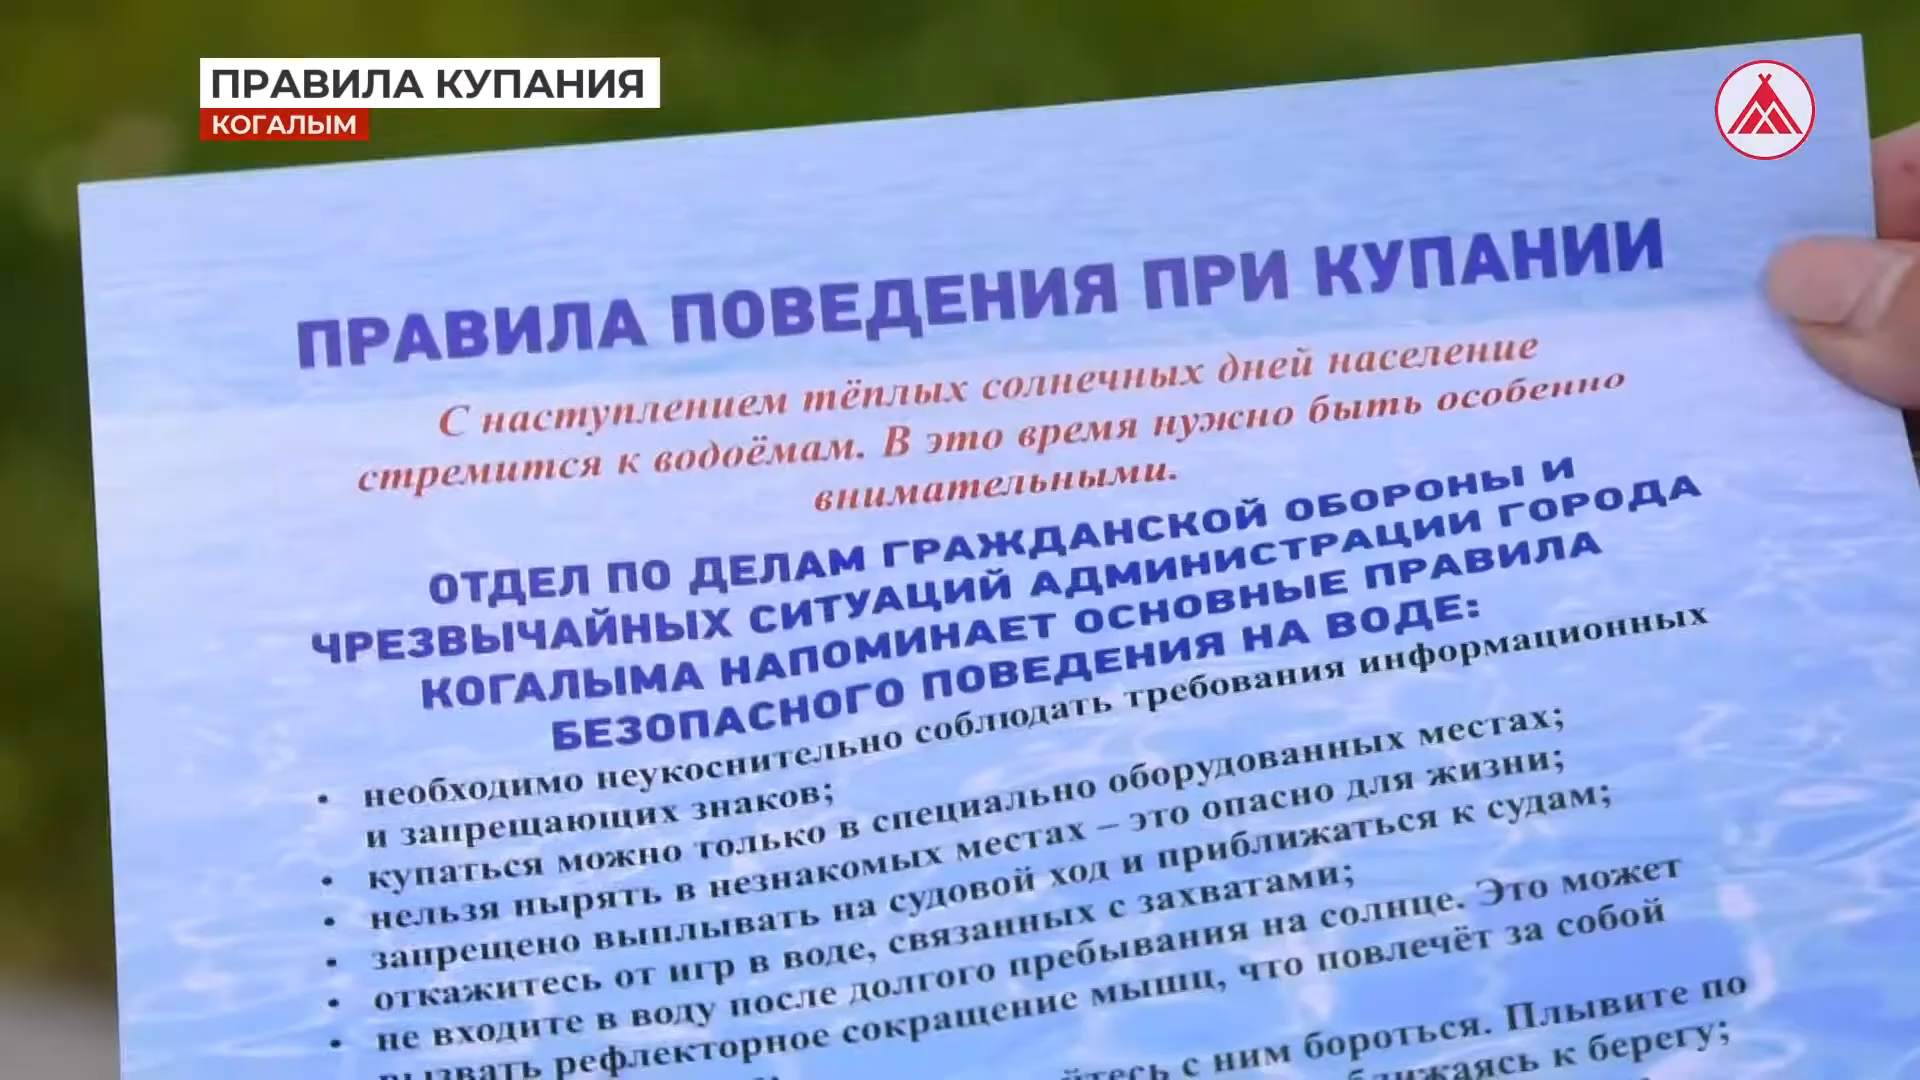 ПРАВИЛА КУПАНИЯ
КОГАЛЫМ
ПРАВИЛА ПОВЕДЕНИЯ ПРИ КУПАНИИ
С наступлением тёплых солнечных дней население
стремится к водоёмам. В это время нужно быть особенно
внимательными.
ОТДЕЛ ПО ДЕЛАМ ГРАЖДАНСКОЙ ОБОРОНЫ И
ЧРЕЗВЫЧАЙНЫХ СИТУАЦИЙ АДМИНИСТРАЦИИ ГОРОДА
КОГАЛЫМА НАПОМИНАЕТ ОСНОВНЫЕ ПРАВИЛА
БЕЗОПАСНОГО ПОВЕДЕНИЯ НА ВОДЕ:
• необходимо неукоснительно соблюдать требования информационных
и запрещающих знаков;
• купаться можно только в специально оборудованных местах;
• нельзя нырять в незнакомых местах – это опасно для жизни;
• запрещено выплывать на судовой ход и приближаться к судам;
• откажитесь от игр в воде, связанных с захватами;
• не входите в воду после долгого пребывания на солнце. Это может
вызвать рефлекторное сокращение мышц, что повлечёт за собой
с ним бороться. Плывите по
к берегу;